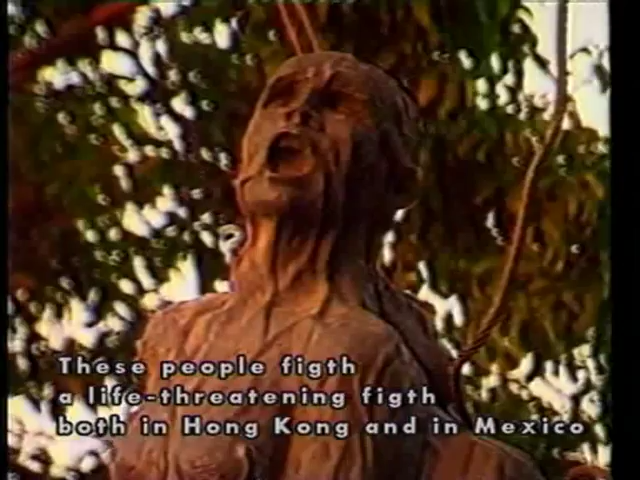 These people figth
a life-threatening figth
both in Hong Kong and in Mexico